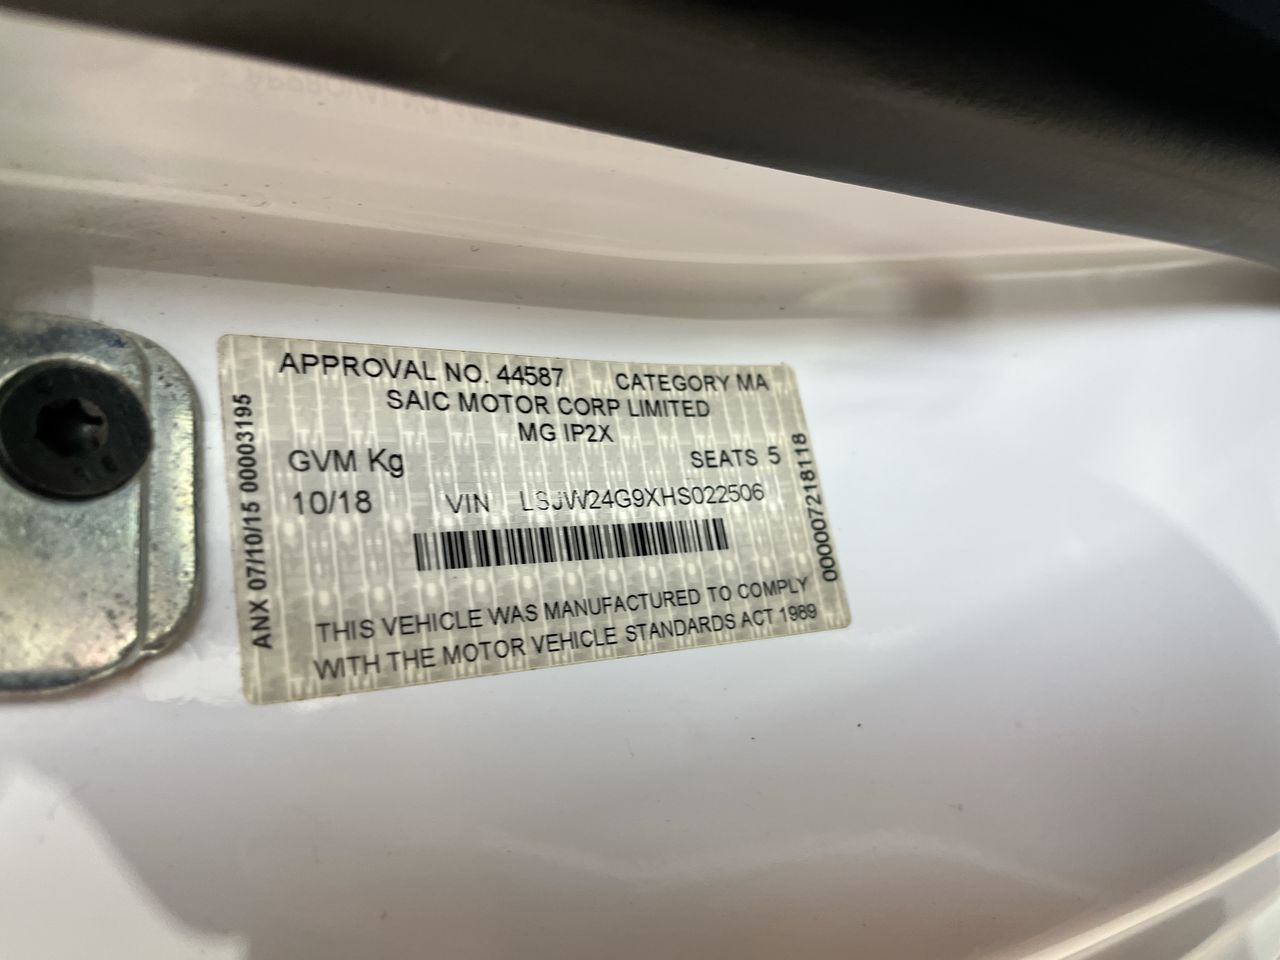 APPROVAL NO. 44587 CATEGORY MA
SAIC MOTOR CORP LIMITED
MG IP2X
GVM Kg SEATS 5
10/18 VIN LSJW24G9XHS022506
THIS VEHICLE WAS MANUFACTURED TO COMPLY
WITH THE MOTOR VEHICLE STANDARDS ACT 1989
ANX 07/10/15 00003195
000007218118